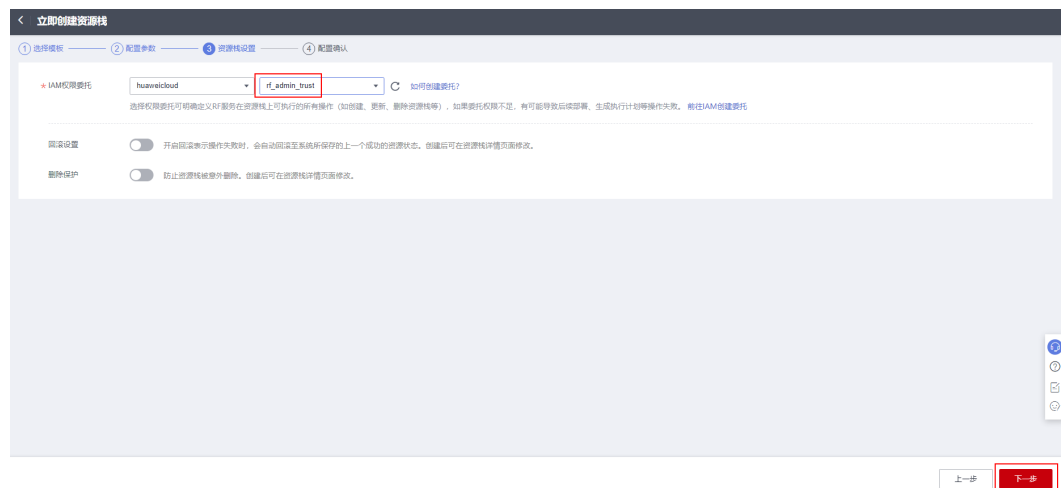 立即创建资源栈
1 选择模板 2 配置参数 3 资源栈设置 4 配置确认
* IAM权限委托 huaweicloud rf_admin_trust 如何创建委托?
选择权限委托可明确定义RF服务在资源栈上可执行的所有操作（如创建、更新、删除资源栈等），如果委托权限不足，有可能导致后续部署、生成执行计划等操作失败。 前往IAM创建委托
回滚设置 开启回滚表示操作失败时，会自动回滚至系统所保存的上一个成功的资源状态。创建后可在资源栈详情页面修改。
删除保护 防止资源栈被意外删除。创建后可在资源栈详情页面修改。
上一步 下一步